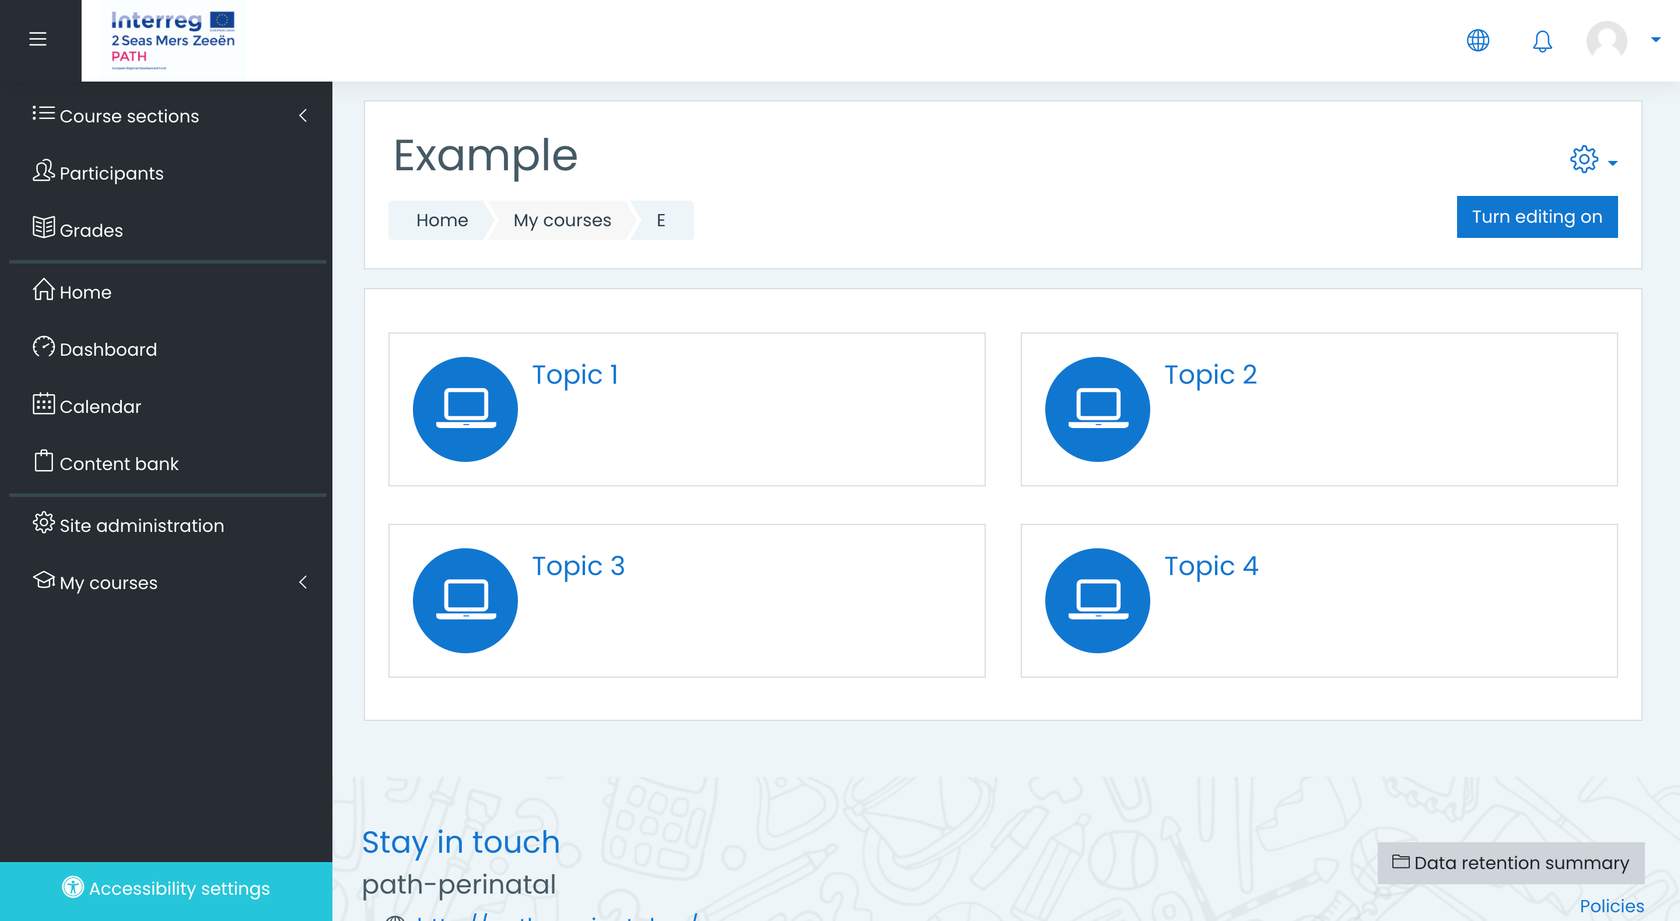 Interreg
2 Seas Mers Zeeën
PATH
Course sections
Participants
Grades
Home
Dashboard
Calendar
Content bank
Site administration
My courses
Accessibility settings
Example
Home
My courses
E
Turn editing on
Topic 1
Topic 2
Topic 3
Topic 4
Stay in touch
path-perinatal
Data retention summary
Policies